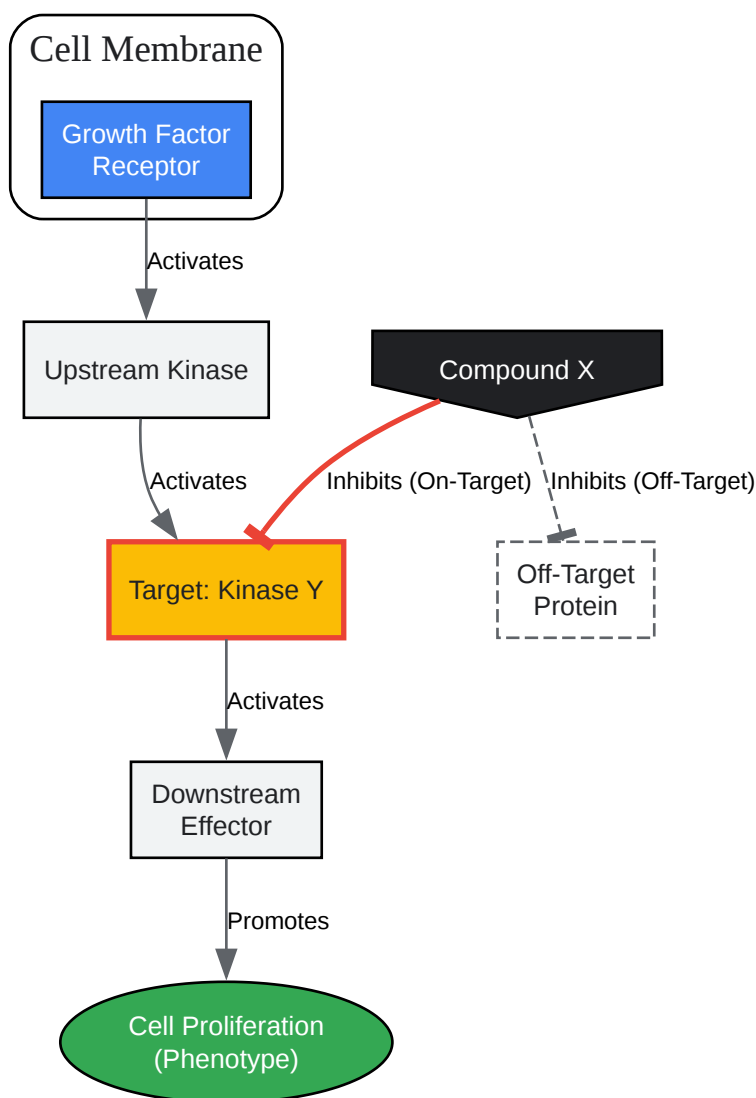 Cell Membrane
Growth Factor
Receptor
Activates
Upstream Kinase
Compound X
Activates
Inhibits (On-Target)
Inhibits (Off-Target)
Target: Kinase Y
Off-Target
Protein
Activates
Downstream
Effector
Promotes
Cell Proliferation
(Phenotype)